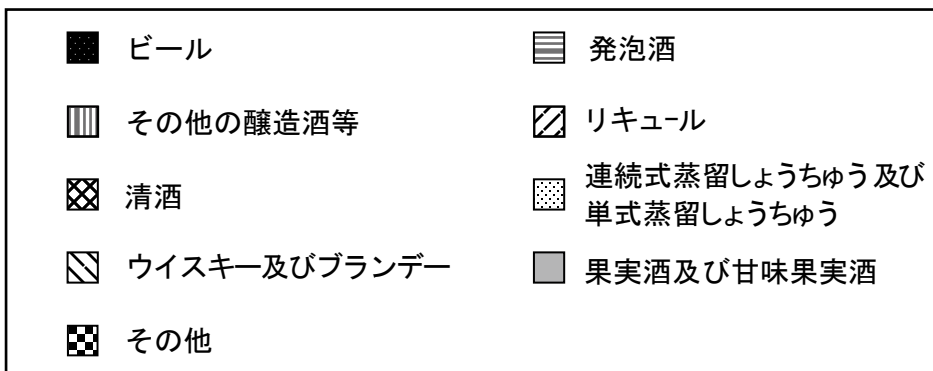 ビール
発泡酒
その他の醸造酒等
リキュール
清酒
連続式蒸留しょうちゅう及び
単式蒸留しょうちゅう
ウイスキー及びブランデー
果実酒及び甘味果実酒
その他